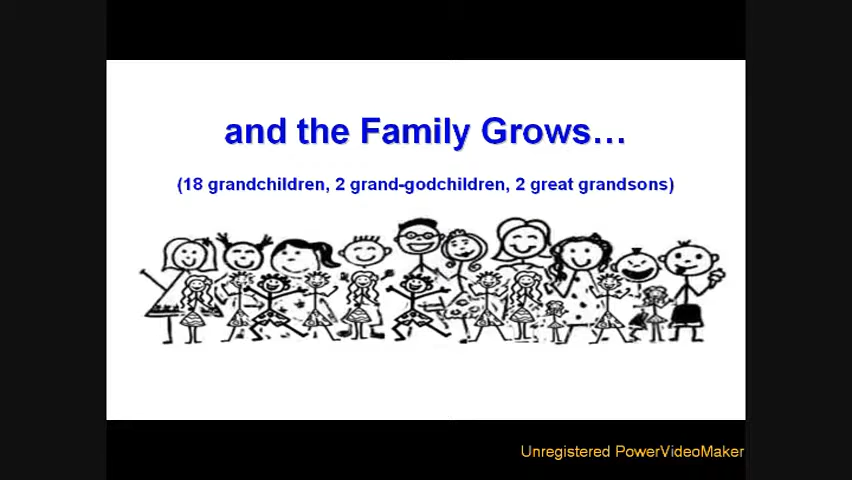 and the Family Grows…
(18 grandchildren, 2 grand-godchildren, 2 great grandsons)
Unregistered PowerVideoMaker